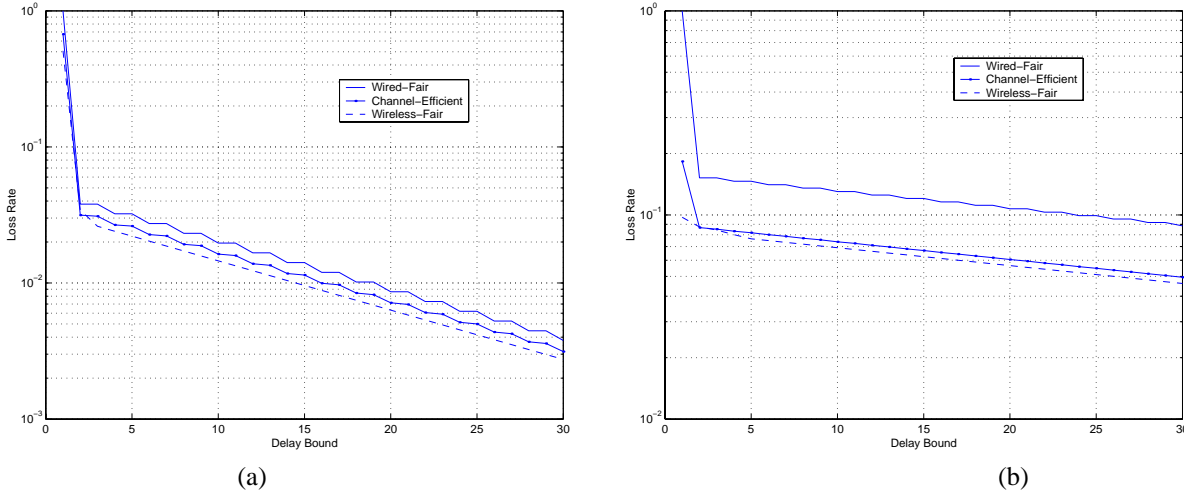 10^0
10^-1
10^-2
10^-3
Loss Rate
0 5 10 15 20 25 30
Delay Bound
Wired-Fair
Channel-Efficient
Wireless-Fair
(a)
10^0
10^-1
10^-2
Loss Rate
0 5 10 15 20 25 30
Delay Bound
Wired-Fair
Channel-Efficient
Wireless-Fair
(b)